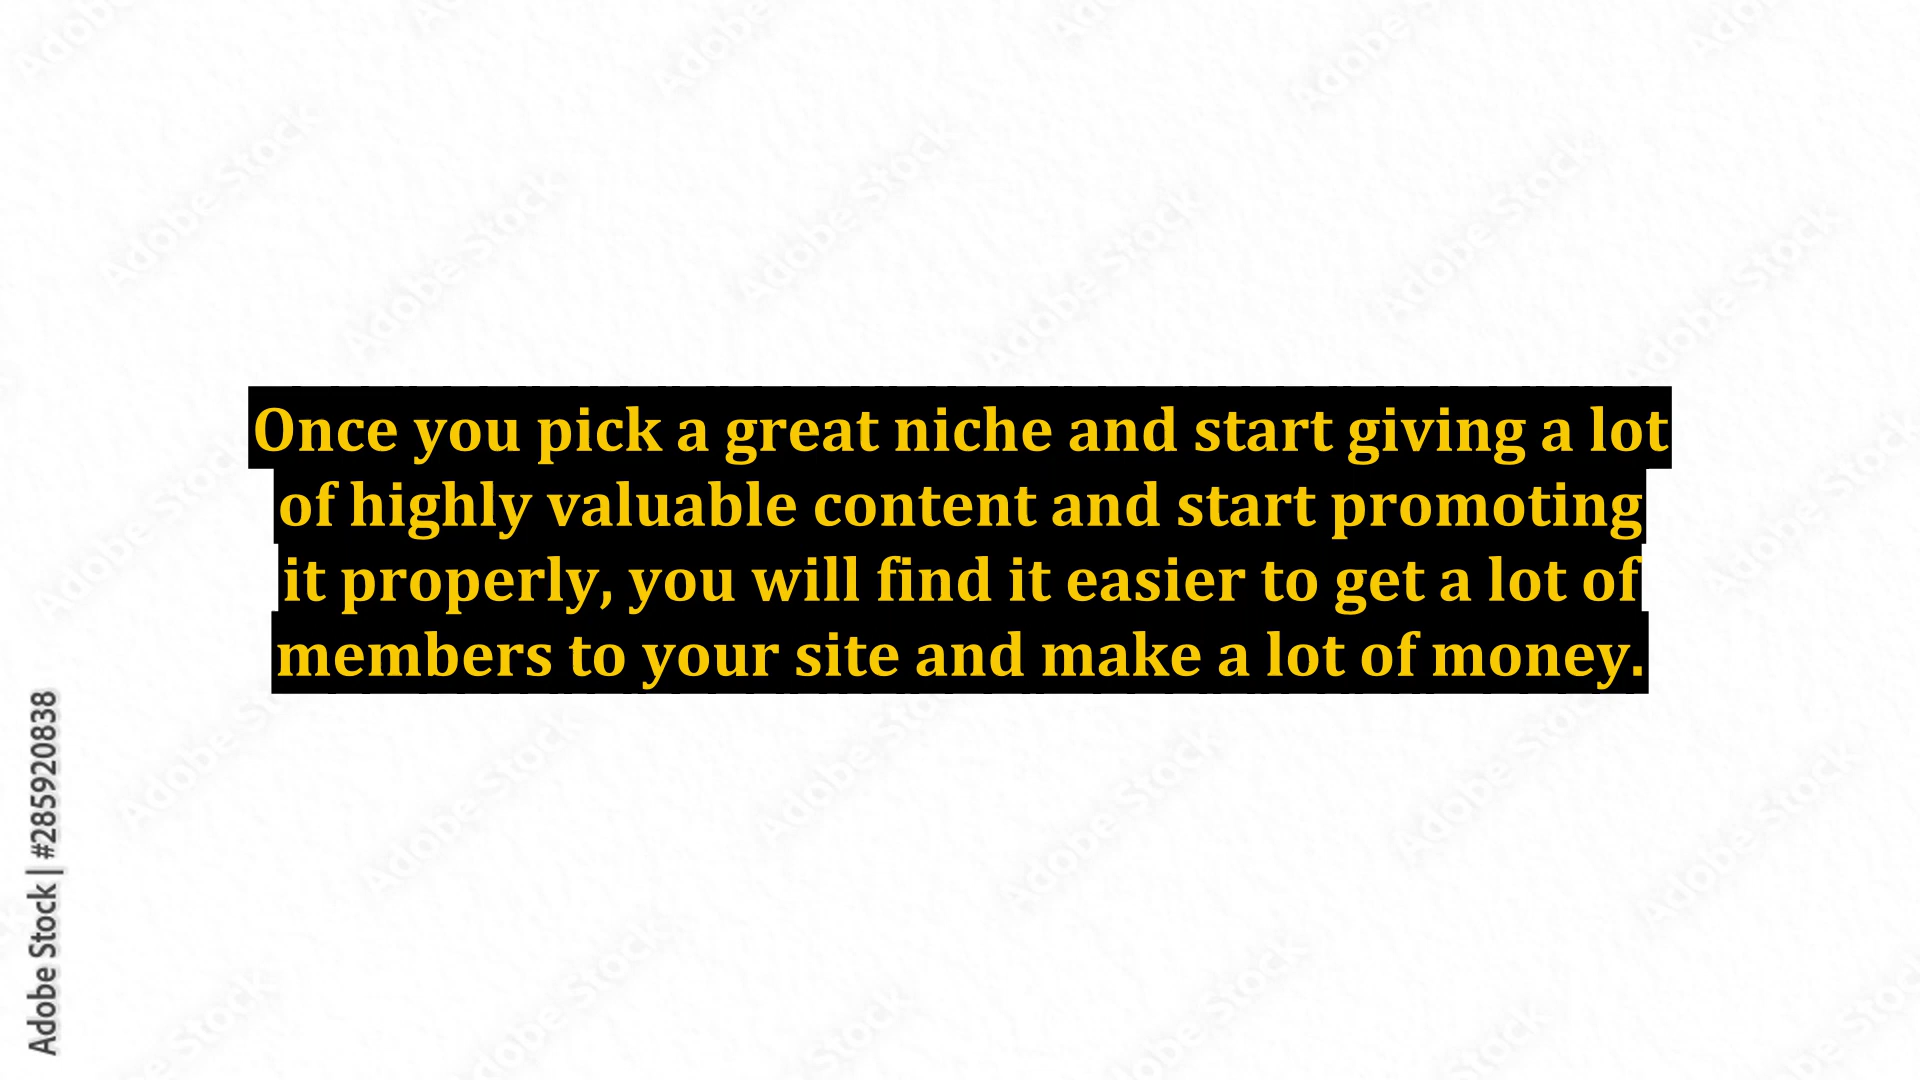 Once you pick a great niche and start giving a lot
of highly valuable content and start promoting
it properly, you will find it easier to get a lot of
members to your site and make a lot of money.
Adobe Stock | #285920838
Adobe Stock